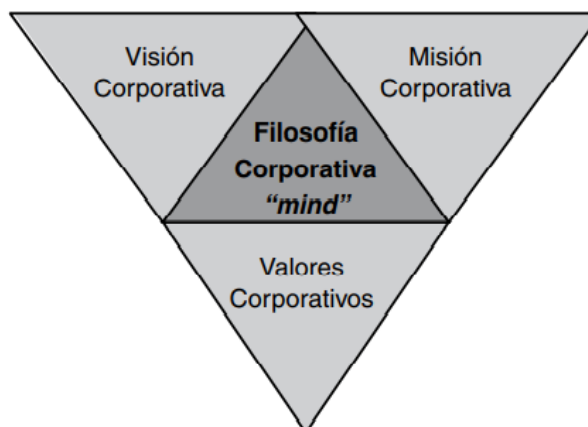 Visión
Corporativa
Misión
Corporativa
Filosofía
Corporativa
“mind”
Valores
Corporativos